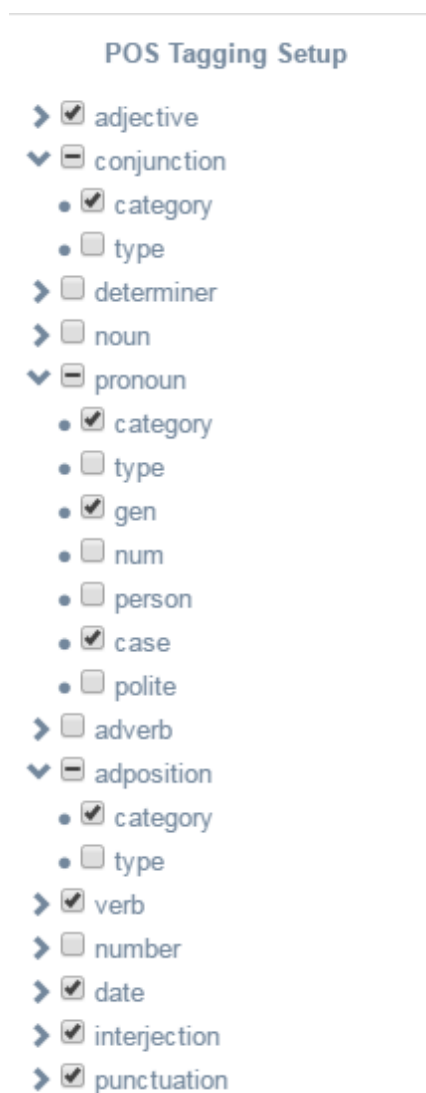 POS Tagging Setup
adjective
conjunction
category
type
determiner
noun
pronoun
category
type
gen
num
person
case
polite
adverb
adposition
category
type
verb
number
date
interjection
punctuation